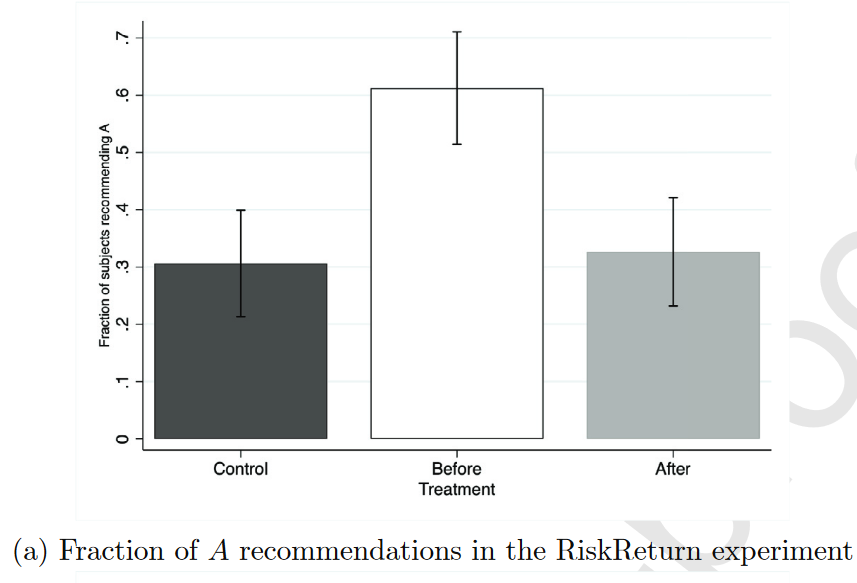 .7
.6
.5
.4
.3
.2
.1
0
Fraction of subjects recommending A
Control Before After
Treatment
(a) Fraction of A recommendations in the RiskReturn experiment